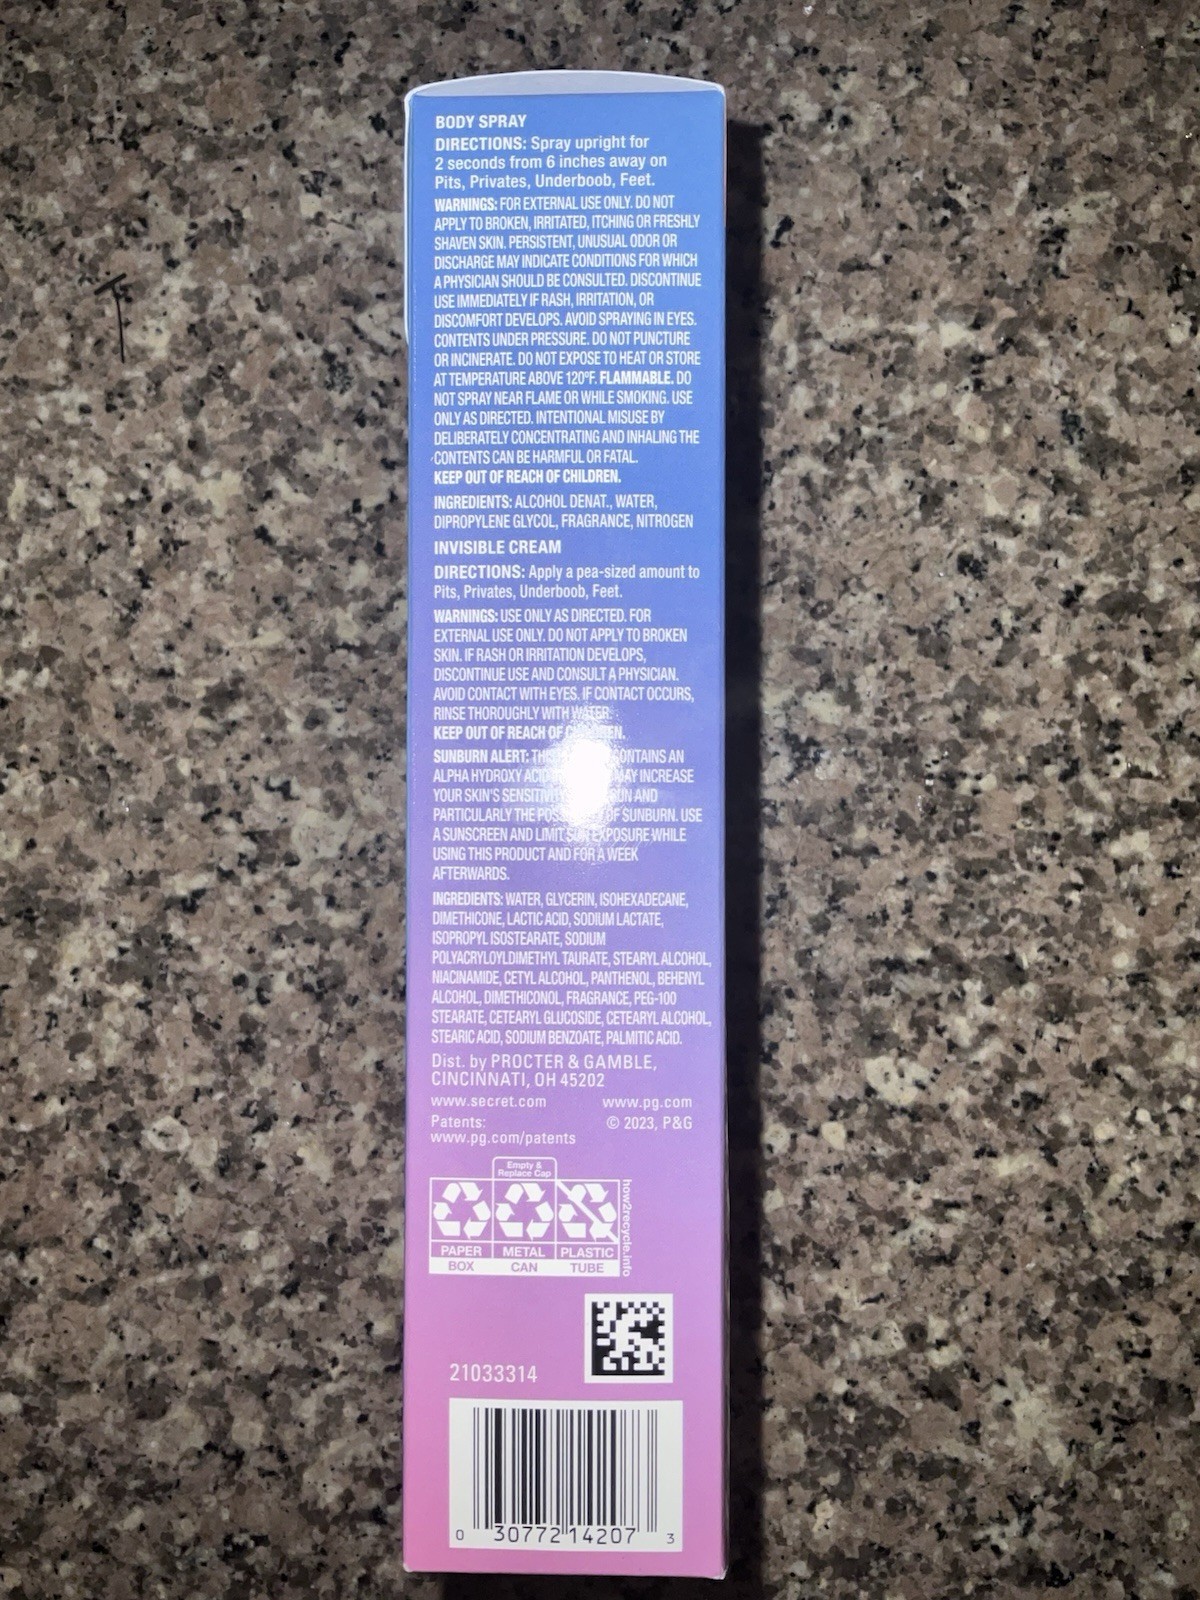 BODY SPRAY
DIRECTIONS: Spray upright for
2 seconds from 6 inches away on
Pits, Privates, Underboob, Feet.
WARNINGS: FOR EXTERNAL USE ONLY. DO NOT
APPLY TO BROKEN, IRRITATED, ITCHING OR FRESHLY
SHAVEN SKIN. PERSISTENT, UNUSUAL ODOR OR
DISCHARGE MAY INDICATE CONDITIONS FOR WHICH
A PHYSICIAN SHOULD BE CONSULTED. DISCONTINUE
USE IMMEDIATELY IF RASH, IRRITATION, OR
DISCOMFORT DEVELOPS. AVOID SPRAYING IN EYES.
CONTENTS UNDER PRESSURE. DO NOT PUNCTURE
OR INCINERATE. DO NOT EXPOSE TO HEAT OR STORE
AT TEMPERATURE ABOVE 120°F. FLAMMABLE. DO
NOT SPRAY NEAR FLAME OR WHILE SMOKING. USE
ONLY AS DIRECTED. INTENTIONAL MISUSE BY
DELIBERATELY CONCENTRATING AND INHALING THE
CONTENTS CAN BE HARMFUL OR FATAL.
KEEP OUT OF REACH OF CHILDREN.
INGREDIENTS: ALCOHOL DENAT., WATER,
DIPROPYLENE GLYCOL, FRAGRANCE, NITROGEN
INVISIBLE CREAM
DIRECTIONS: Apply a pea-sized amount to
Pits, Privates, Underboob, Feet.
WARNINGS: USE ONLY AS DIRECTED. FOR
EXTERNAL USE ONLY. DO NOT APPLY TO BROKEN
SKIN. IF RASH OR IRRITATION DEVELOPS,
DISCONTINUE USE AND CONSULT A PHYSICIAN.
AVOID CONTACT WITH EYES. IF CONTACT OCCURS,
RINSE THOROUGHLY WITH WATER.
KEEP OUT OF REACH OF CHILDREN.
SUNBURN ALERT: THIS CONTAINS AN
ALPHA HYDROXY ACID MAY INCREASE
YOUR SKIN'S SENSITIVITY SUN AND
PARTICULARLY THE OF SUNBURN. USE
A SUNSCREEN AND LIMIT SUN EXPOSURE WHILE
USING THIS PRODUCT AND FOR A WEEK
AFTERWARDS.
INGREDIENTS: WATER, GLYCERIN, ISOHEXADECANE,
DIMETHICONE, LACTIC ACID, SODIUM LACTATE,
ISOPROPYL ISOSTEARATE, SODIUM
POLYACRYLOYLDIMETHYL TAURATE, STEARYL ALCOHOL,
NIACINAMIDE, CETYL ALCOHOL, PANTHENOL, BEHENYL
ALCOHOL, DIMETHICONOL, FRAGRANCE, PEG-100
STEARATE, CETEARYL GLUCOSIDE, CETEARYL ALCOHOL,
STEARIC ACID, SODIUM BENZOATE, PALMITIC ACID.
Dist. by PROCTER & GAMBLE,
CINCINNATI, OH 45202
www.secret.com www.pg.com
Patents: © 2023, P&G
www.pg.com/patents
Empty &
Replace Cap
PAPER METAL PLASTIC
BOX CAN TUBE
how2recycle.info
21033314
0 30772 14207 3
T